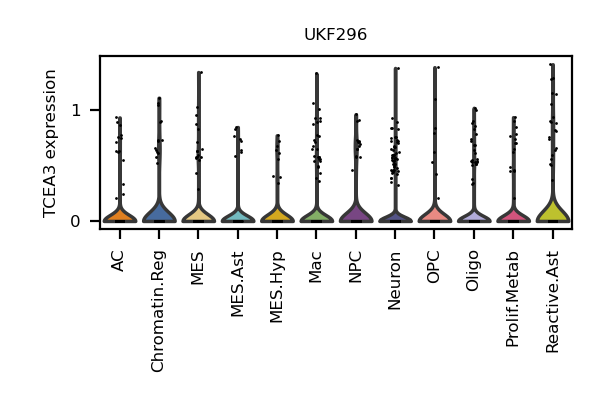 UKF296
TCEA3 expression
1
0
AC
Chromatin.Reg
MES
MES.Ast
MES.Hyp
Mac
NPC
Neuron
OPC
Oligo
Prolif.Metab
Reactive.Ast